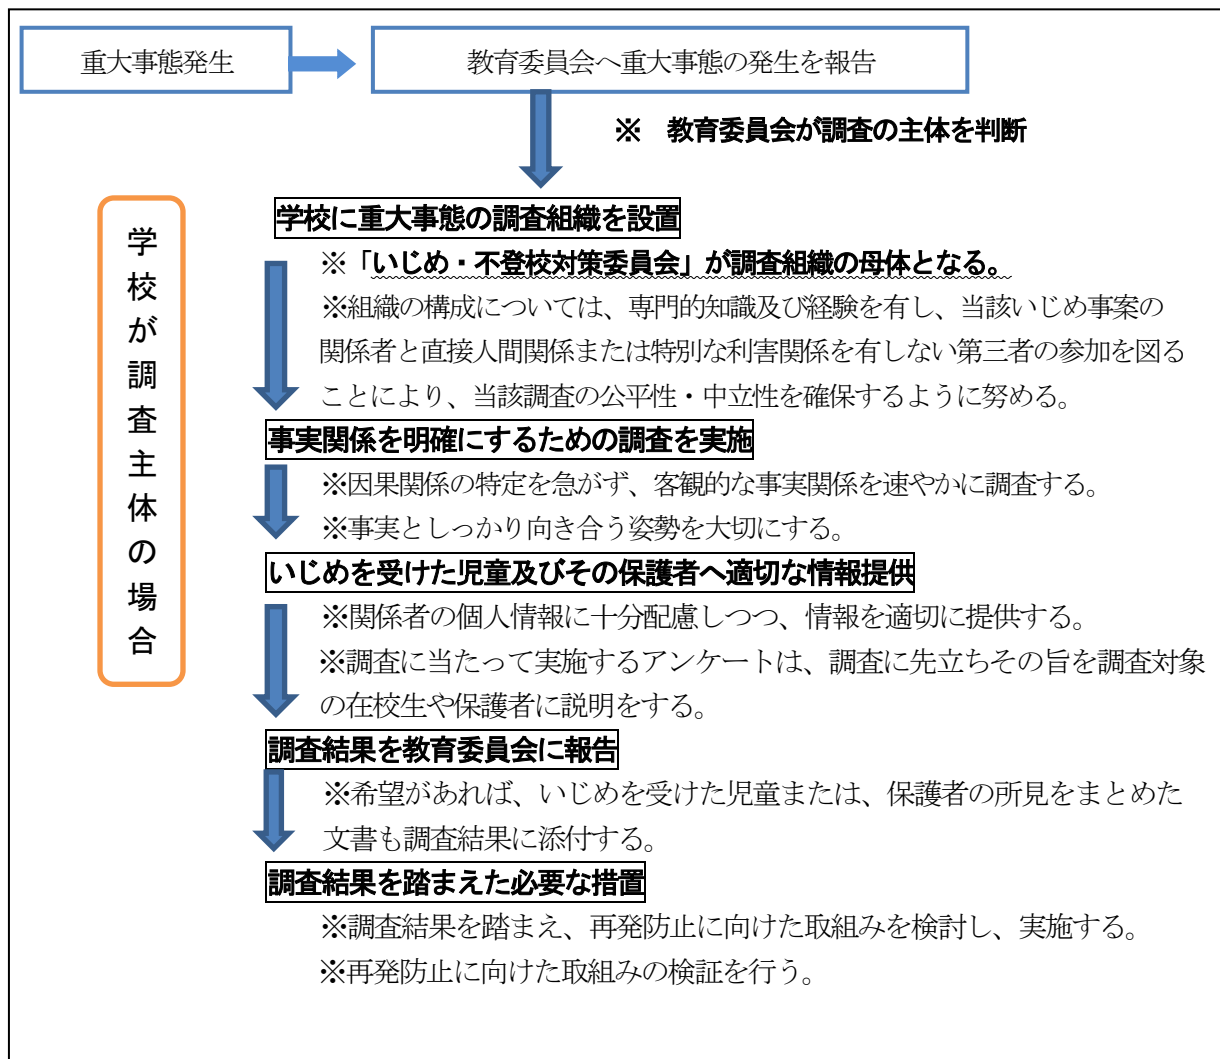 重大事態発生
教育委員会へ重大事態の発生を報告
※　教育委員会が調査の主体を判断
学校が調査主体の場合
学校に重大事態の調査組織を設置
※「いじめ・不登校対策委員会」が調査組織の母体となる。
※組織の構成については、専門的知識及び経験を有し、当該いじめ事案の
関係者と直接人間関係または特別な利害関係を有しない第三者の参加を図る
ことにより、当該調査の公平性・中立性を確保するように努める。
事実関係を明確にするための調査を実施
※因果関係の特定を急がず、客観的な事実関係を速やかに調査する。
※事実としっかり向き合う姿勢を大切にする。
いじめを受けた児童及びその保護者へ適切な情報提供
※関係者の個人情報に十分配慮しつつ、情報を適切に提供する。
※調査に当たって実施するアンケートは、調査に先立ちその旨を調査対象
の在校生や保護者に説明をする。
調査結果を教育委員会に報告
※希望があれば、いじめを受けた児童または、保護者の所見をまとめた
文書も調査結果に添付する。
調査結果を踏まえた必要な措置
※調査結果を踏まえ、再発防止に向けた取組みを検討し、実施する。
※再発防止に向けた取組みの検証を行う。